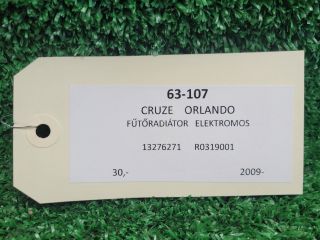 63-107
CRUZE ORLANDO
FŰTŐRADIÁTOR ELEKTROMOS
13276271 R0319001
30,- 2009-